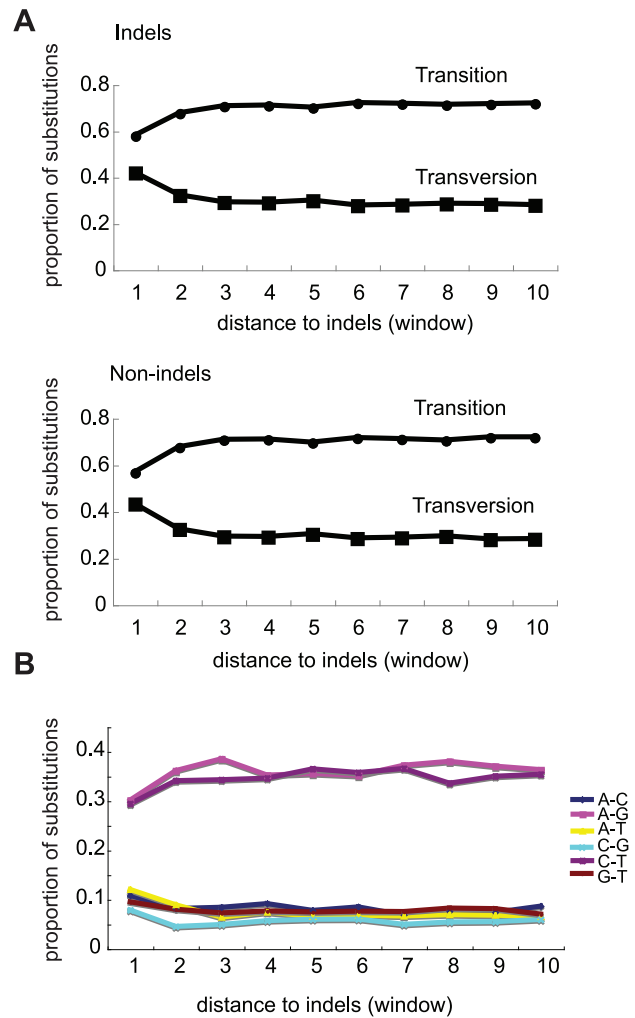 A
Indels
proportion of substitutions
0.8
0.6
0.4
0.2
0
Transition
Transversion
1 2 3 4 5 6 7 8 9 10
distance to indels (window)
Non-indels
proportion of substitutions
0.8
0.6
0.4
0.2
0
Transition
Transversion
1 2 3 4 5 6 7 8 9 10
distance to indels (window)
B
proportion of substitutions
0.4
0.3
0.2
0.1
0
A-C
A-G
A-T
C-G
C-T
G-T
1 2 3 4 5 6 7 8 9 10
distance to indels (window)